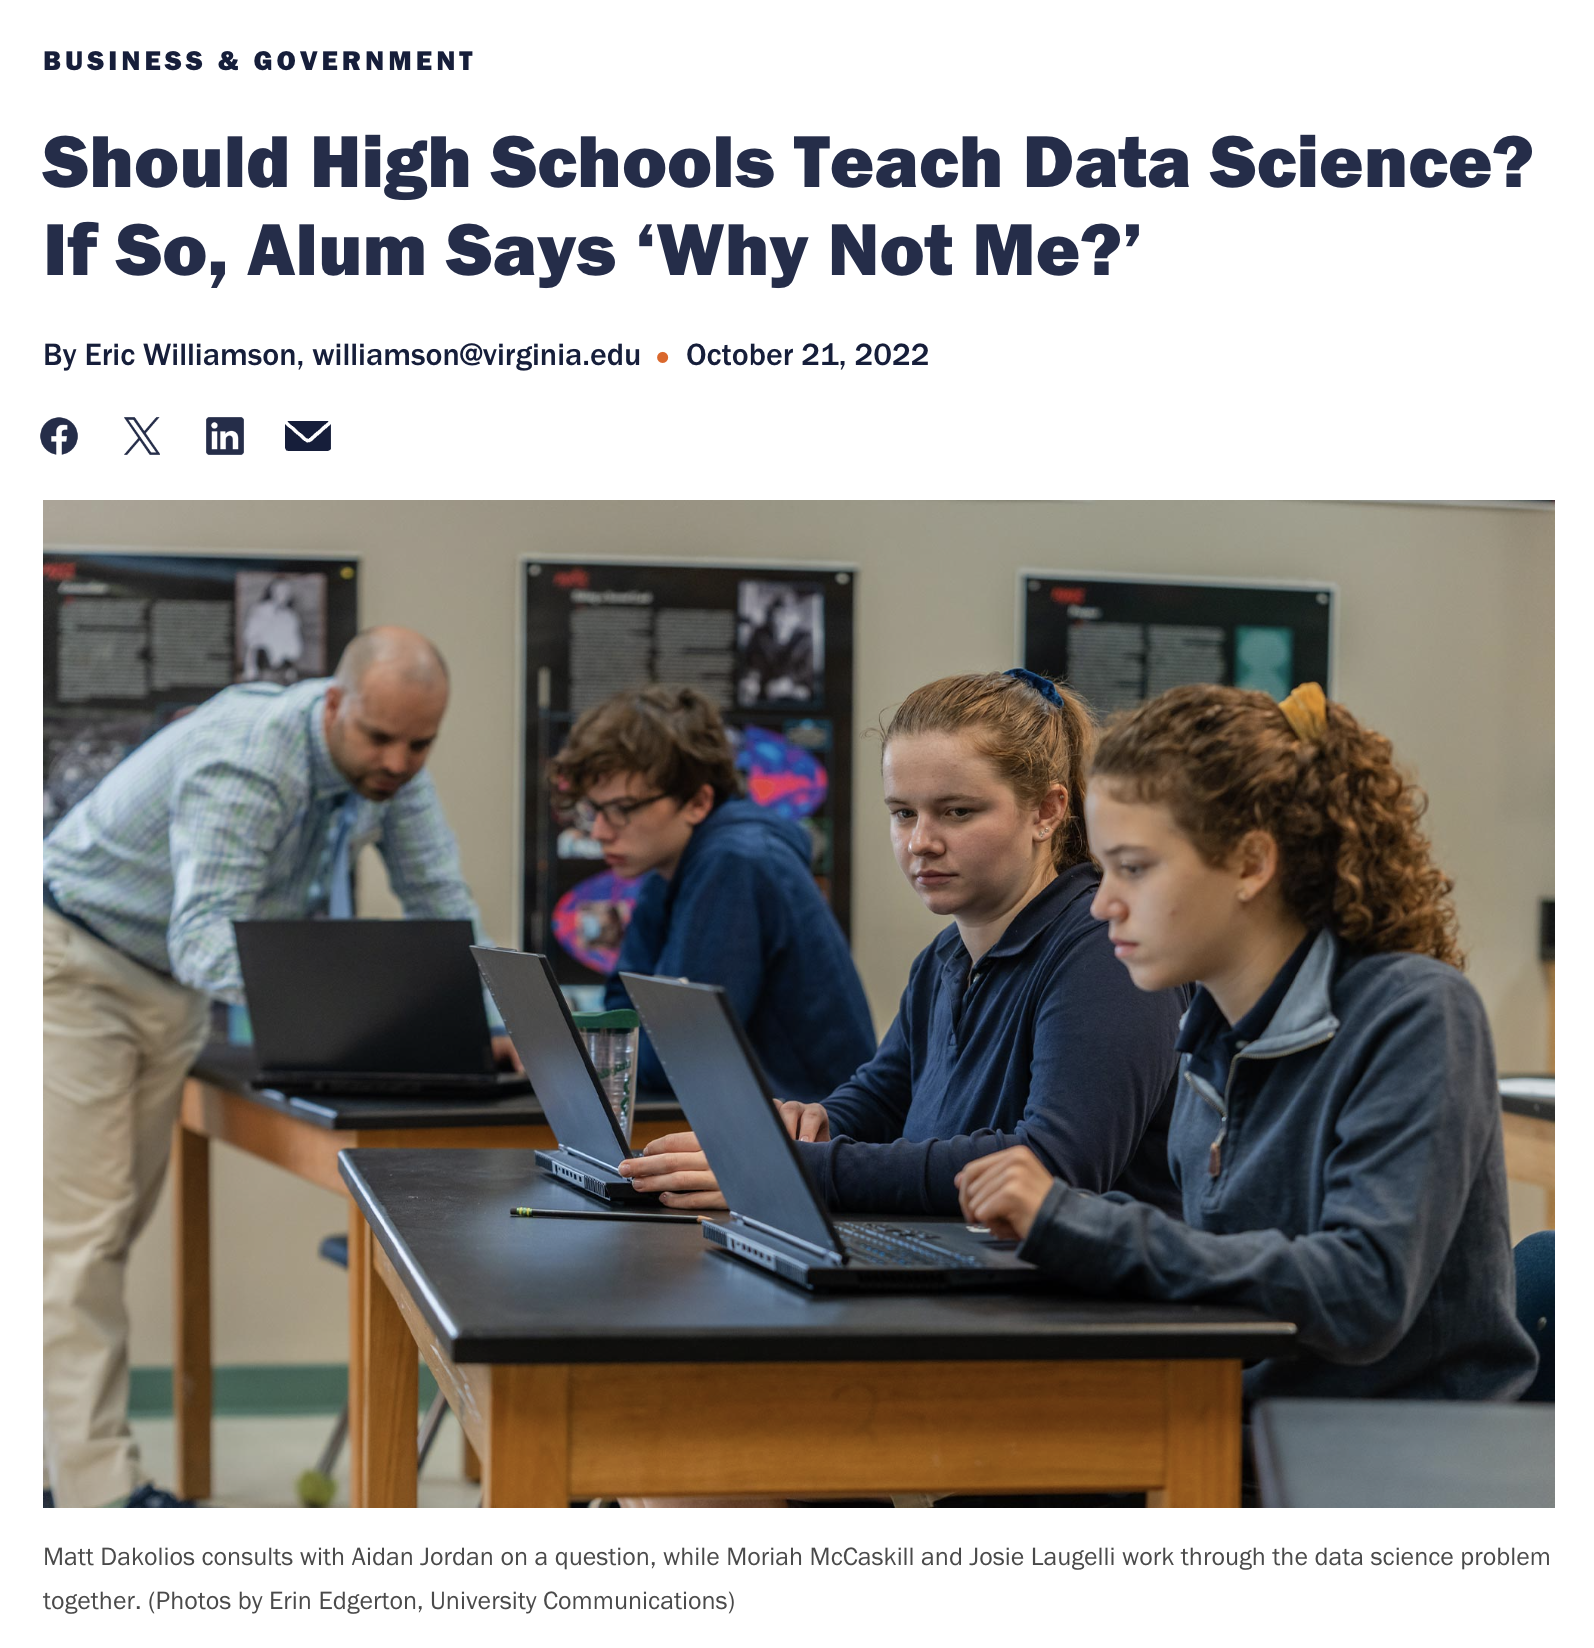 BUSINESS & GOVERNMENT
Should High Schools Teach Data Science?
If So, Alum Says ‘Why Not Me?’
By Eric Williamson, williamson@virginia.edu • October 21, 2022
Matt Dakolios consults with Aidan Jordan on a question, while Moriah McCaskill and Josie Laugelli work through the data science problem
together. (Photos by Erin Edgerton, University Communications)